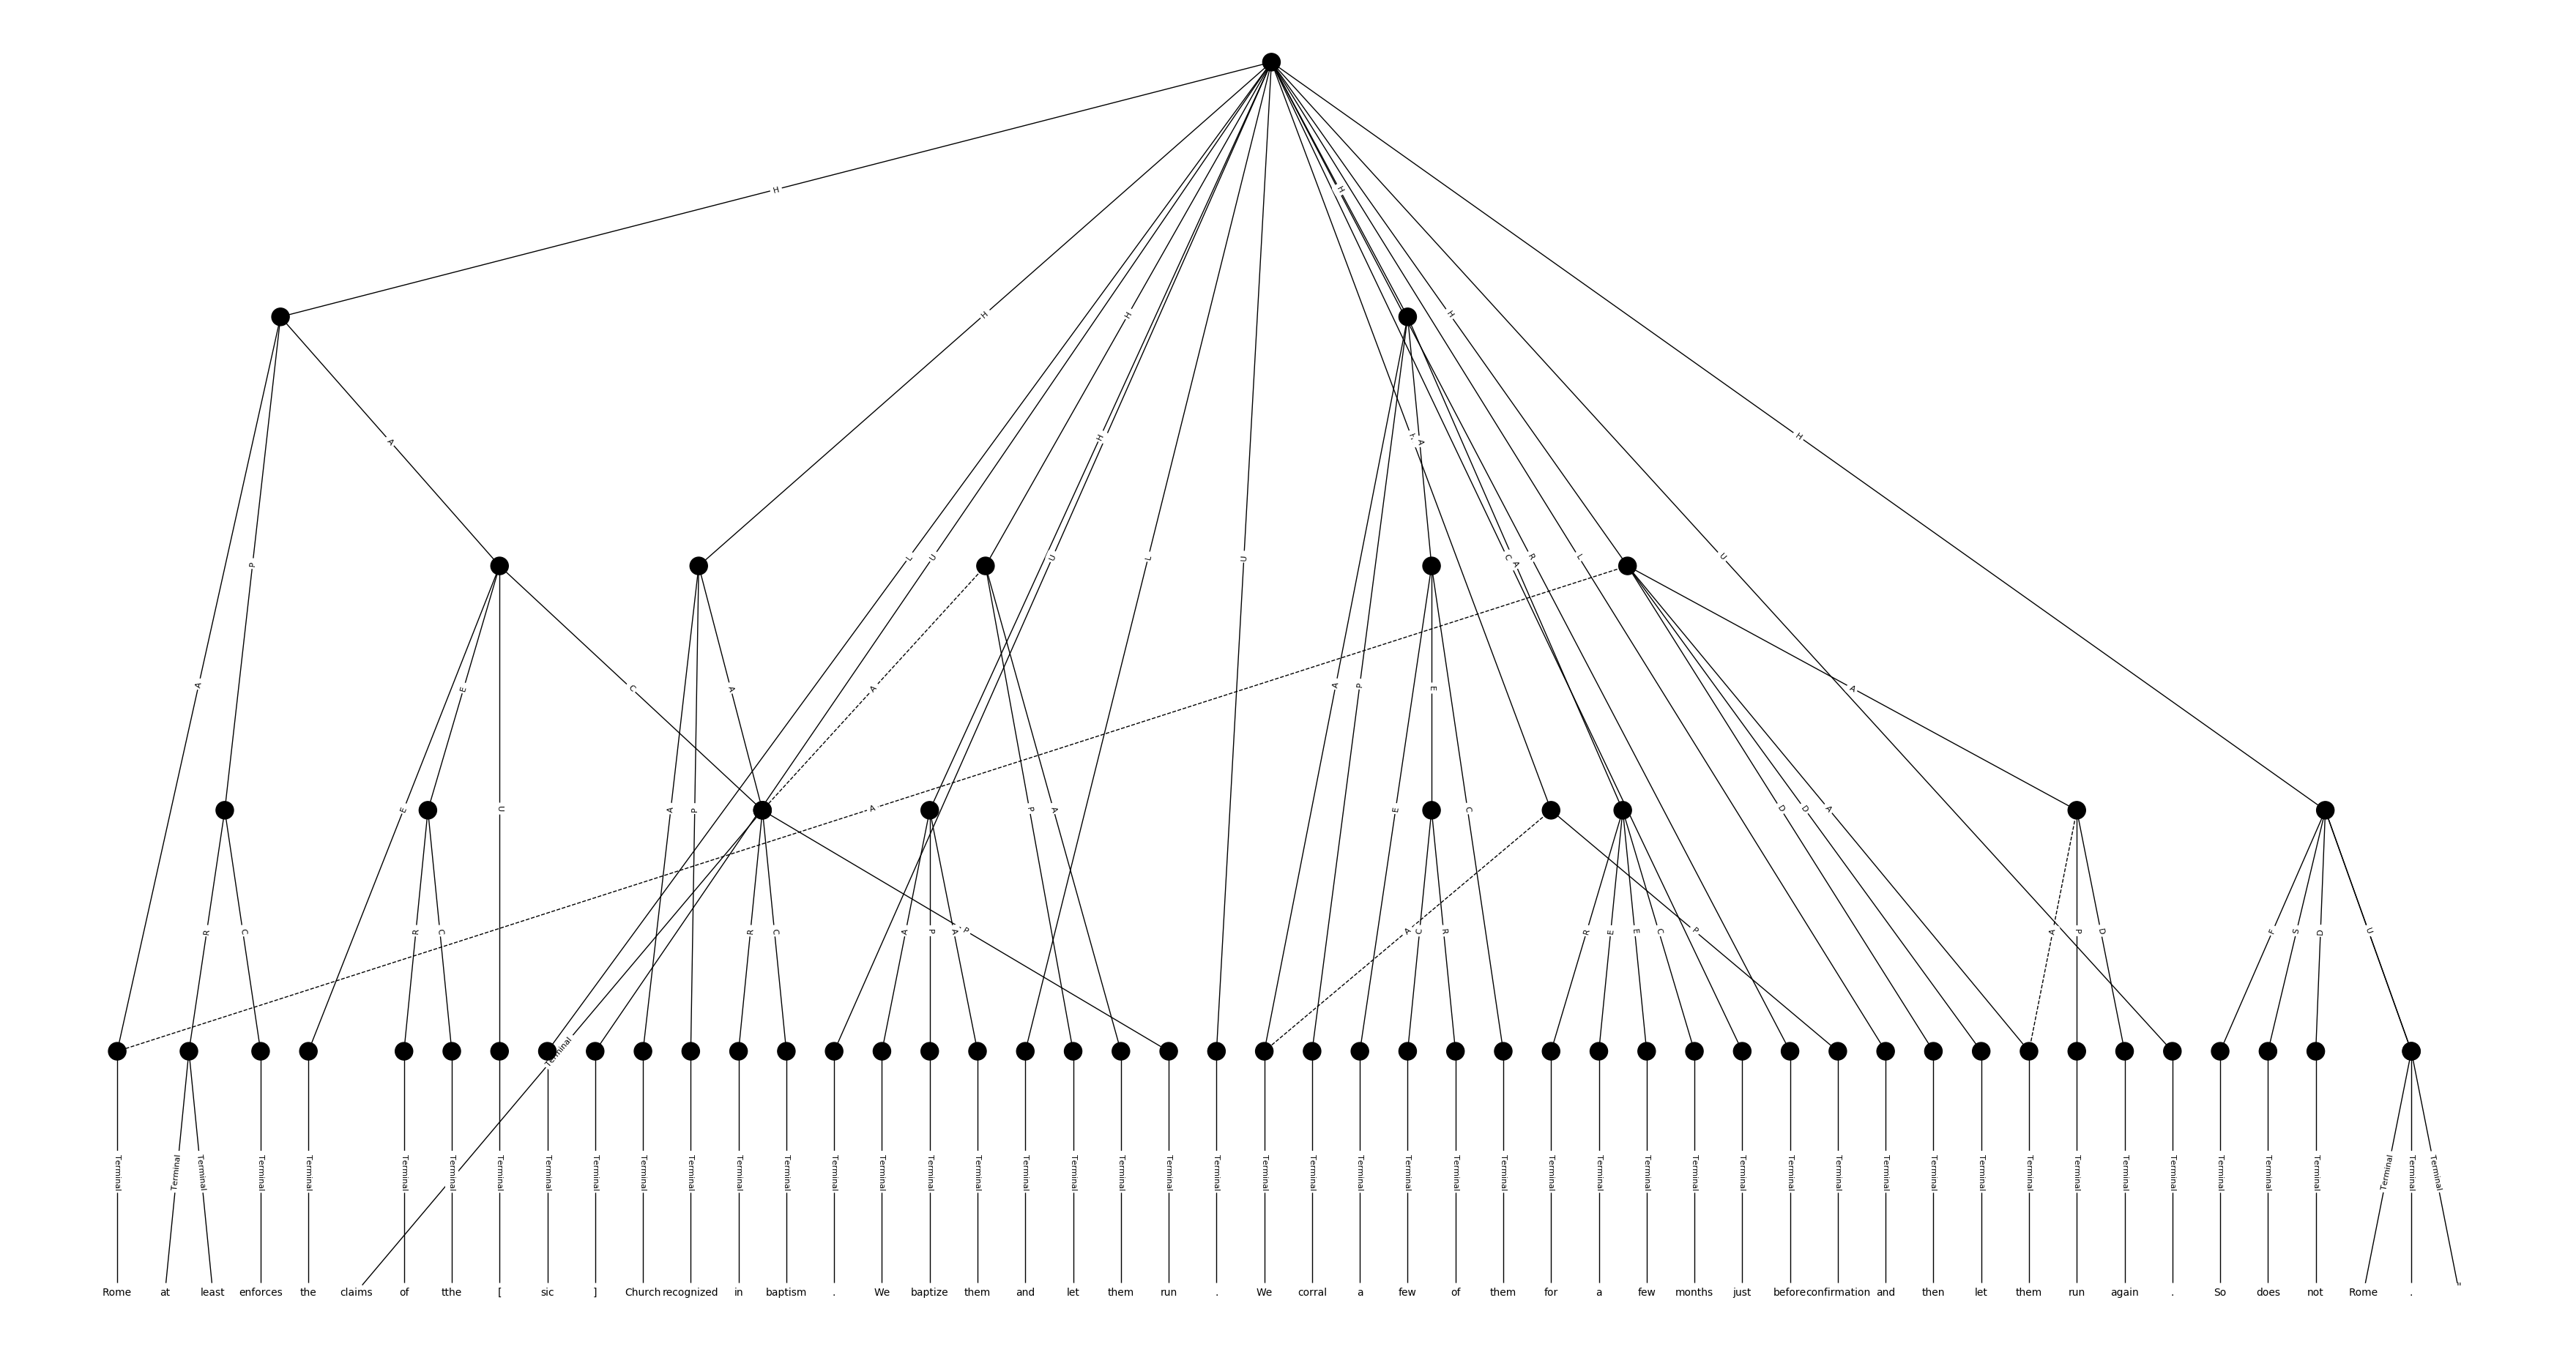 H
H H H H
H
A
H H
H A
A P L U U L U C A R L U
A E C A A A P E A
E U A P P A A E C D D A
R C R C R C A P A A C R R E E C P A P D F S D U
Terminal
Terminal Terminal Terminal Terminal Terminal Terminal Terminal Terminal Terminal Terminal Terminal Terminal Terminal Terminal Terminal Terminal Terminal Terminal Terminal Terminal Terminal Terminal Terminal Terminal Terminal Terminal Terminal Terminal Terminal Terminal Terminal Terminal Terminal Terminal Terminal Terminal Terminal Terminal Terminal Terminal Terminal Terminal Terminal Terminal Terminal Terminal Terminal Terminal
Rome at least enforces the claims of tthe [ sic ] Church recognized in baptism . We baptize them and let them run . We corral a few of them for a few months just before confirmation and then let them run again . So does not Rome . "